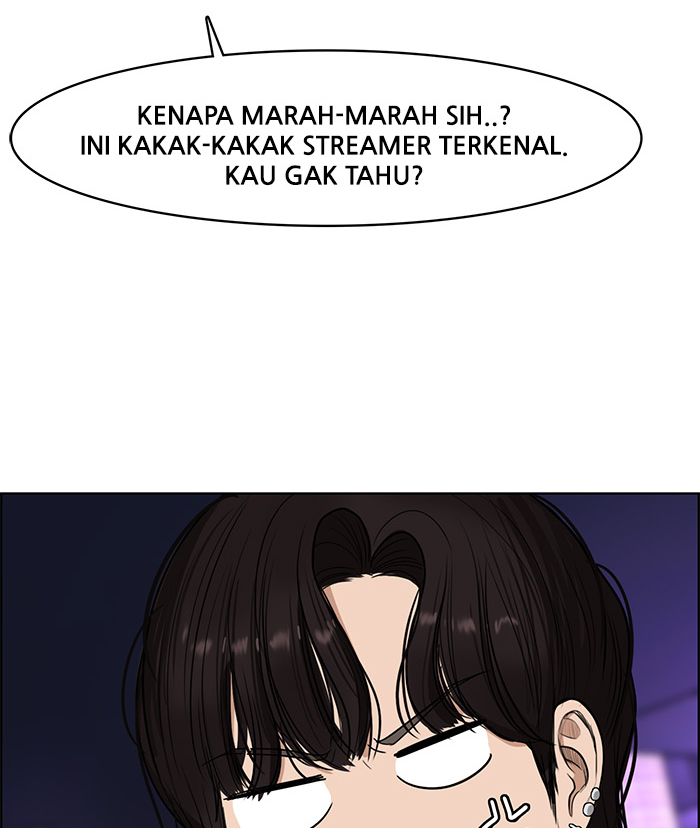 KENAPA MARAH-MARAH SIH..?
INI KAKAK-KAKAK STREAMER TERKENAL.
KAU GAK TAHU?